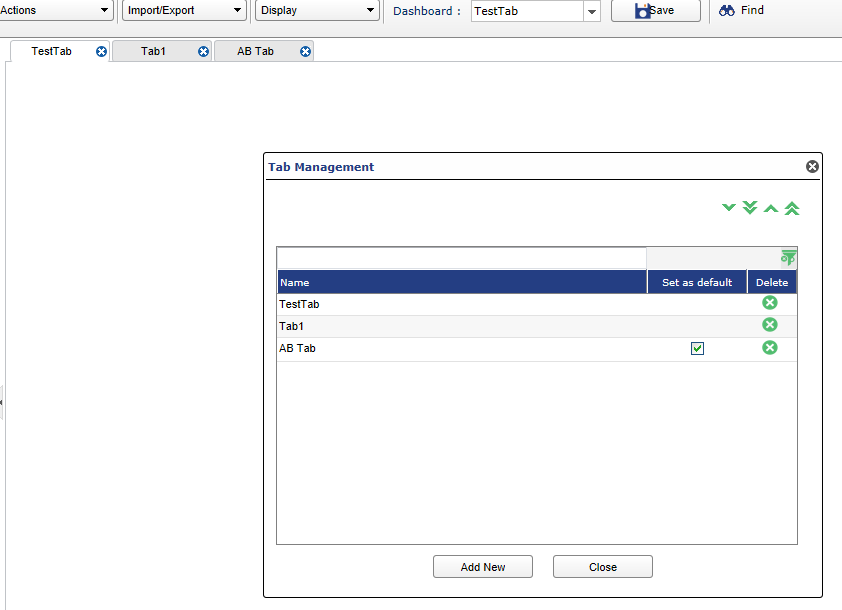 Actions Import/Export Display Dashboard : TestTab Save Find
TestTab Tab1 AB Tab
Tab Management
Name Set as default Delete
TestTab
Tab1
AB Tab
Add New Close